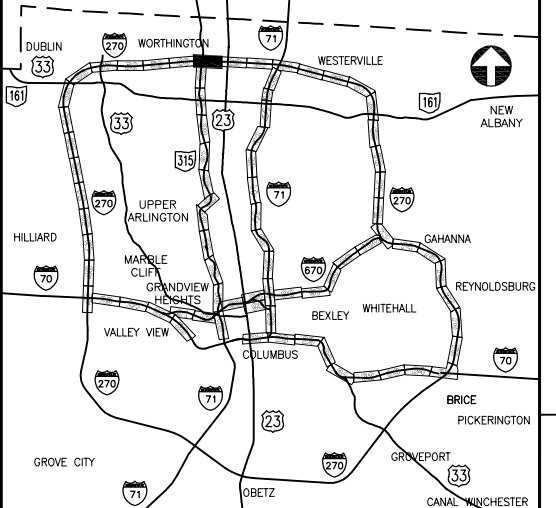 DUBLIN
270
WORTHINGTON
71
33
WESTERVILLE
161
161
NEW
ALBANY
33
23
315
270
71
270
UPPER
ARLINGTON
HILLIARD
GAHANNA
MARBLE
CLIFF
70
670
GRANDVIEW
HEIGHTS
REYNOLDSBURG
BEXLEY
WHITEHALL
VALLEY VIEW
COLUMBUS
70
270
71
BRICE
23
PICKERINGTON
GROVE CITY
270
GROVEPORT
33
71
OBETZ
CANAL WINCHESTER